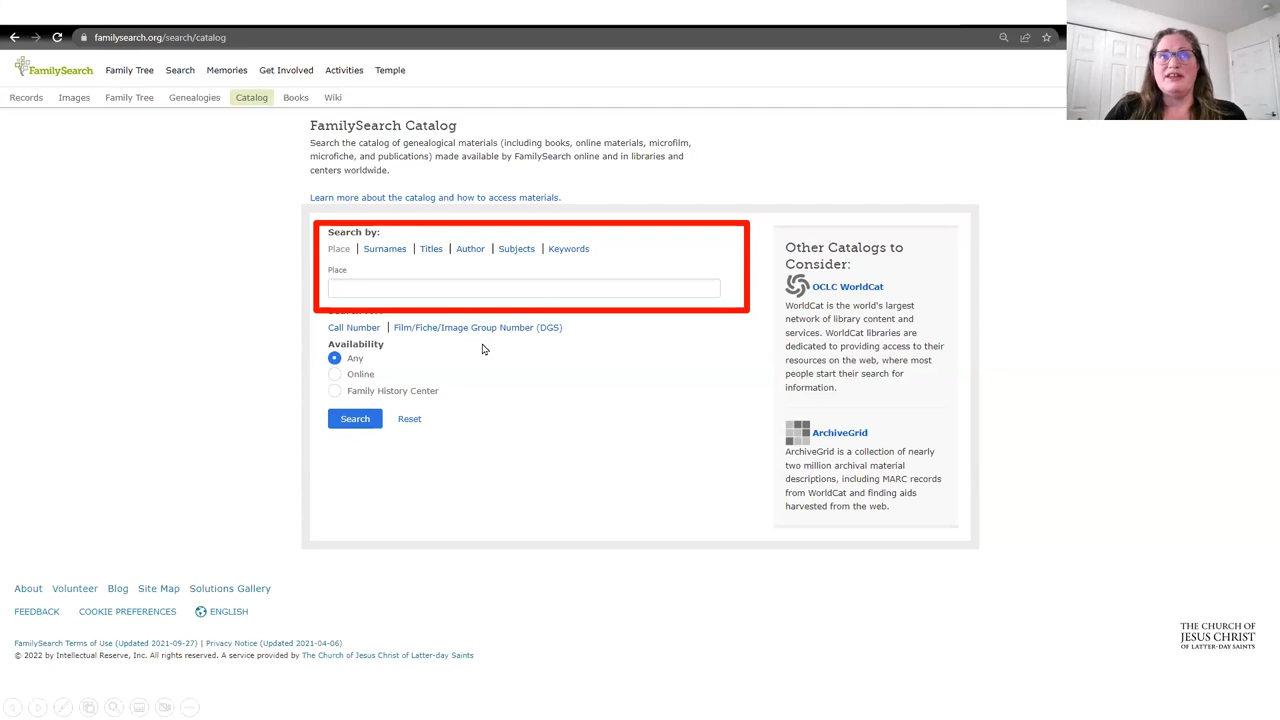 familysearch.org/search/catalog
FamilySearch Family Tree Search Memories Get Involved Activities Temple
Records Images Family Tree Genealogies Catalog Books Wiki
FamilySearch Catalog
Search the catalog of genealogical materials (including books, online materials, microfilm,
microfiche, and publications) made available by FamilySearch online and in libraries and
centers worldwide.
Learn more about the catalog and how to access materials.
Search by:
Place | Surnames | Titles | Author | Subjects | Keywords
Place
Call Number | Film/Fiche/Image Group Number (DGS)
Availability
Any
Online
Family History Center
Search Reset
Other Catalogs to
Consider:
OCLC WorldCat
WorldCat is the world's largest
network of library content and
services. WorldCat libraries are
dedicated to providing access to their
resources on the web, where most
people start their search for
information.
ArchiveGrid
ArchiveGrid is a collection of nearly
two million archival material
descriptions, including MARC records
from WorldCat and finding aids
harvested from the web.
About Volunteer Blog Site Map Solutions Gallery
FEEDBACK COOKIE PREFERENCES ENGLISH
FamilySearch Terms of Use (Updated 2021-09-27) | Privacy Notice (Updated 2021-04-06)
© 2022 by Intellectual Reserve, Inc. All rights reserved. A service provided by The Church of Jesus Christ of Latter-day Saints
THE CHURCH OF
JESUS CHRIST
OF LATTER-DAY SAINTS